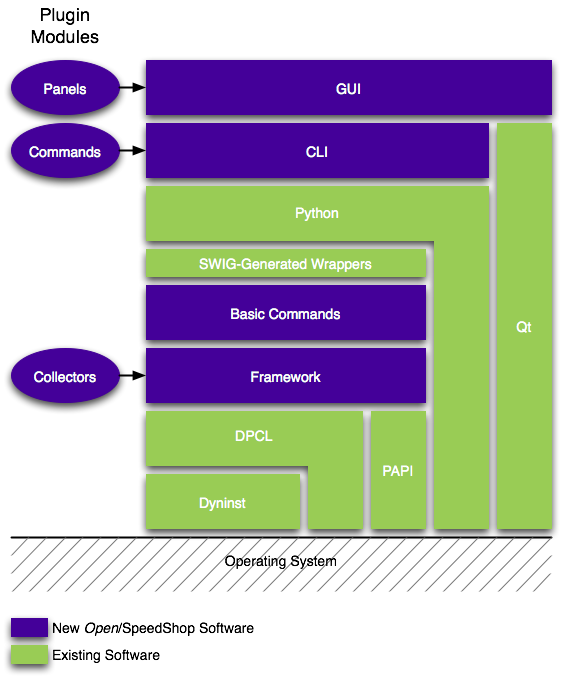 Plugin
Modules
Panels
GUI
Commands
CLI
Python
SWIG-Generated Wrappers
Basic Commands
Qt
Collectors
Framework
DPCL
PAPI
Dyninst
Operating System
New Open/SpeedShop Software
Existing Software